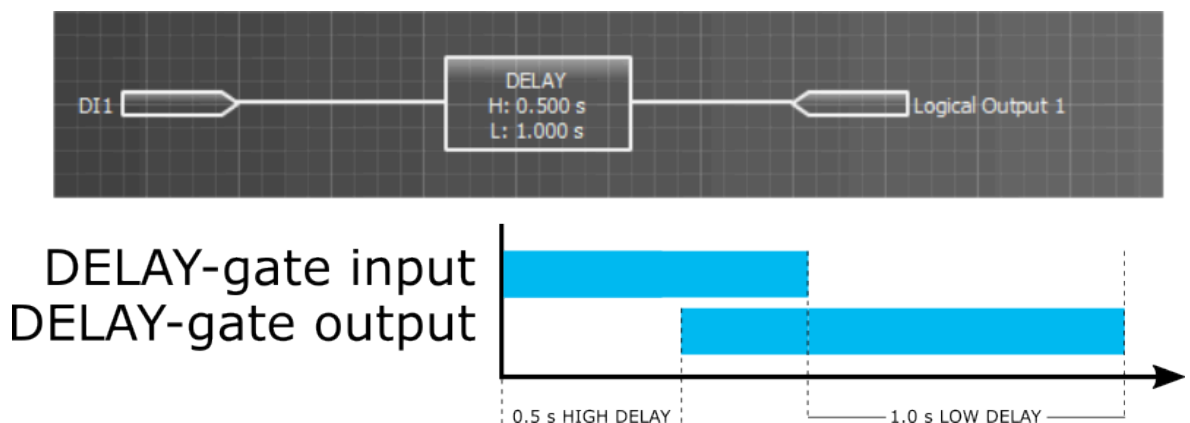 DELAY
H: 0.500 s
L: 1.000 s
DI1
Logical Output 1
DELAY-gate input
DELAY-gate output
0.5 s HIGH DELAY
1.0 s LOW DELAY